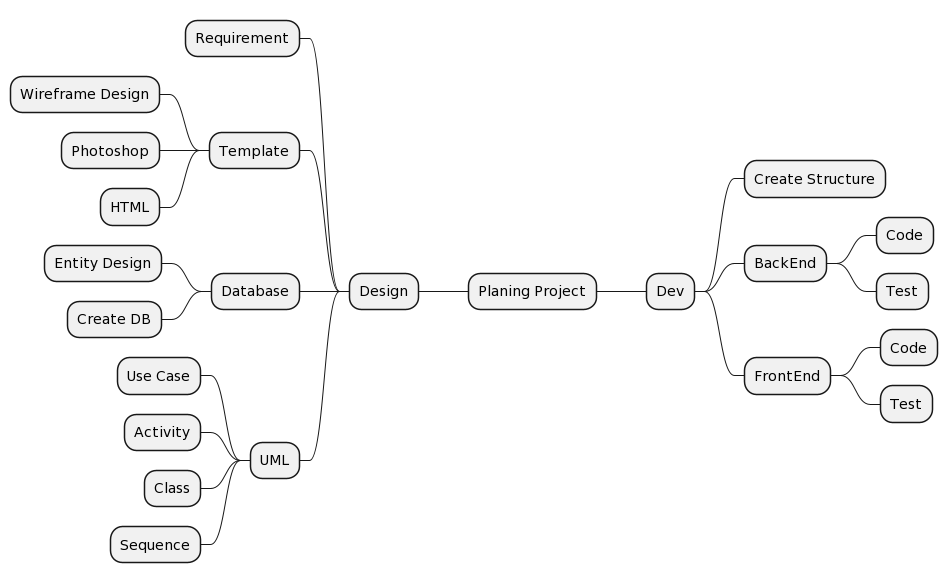 Requirement
Wireframe Design
Photoshop
Template
HTML
Entity Design
Database
Create DB
Use Case
Activity
UML
Class
Sequence
Design
Planing Project
Dev
Create Structure
BackEnd
Code
Test
FrontEnd
Code
Test